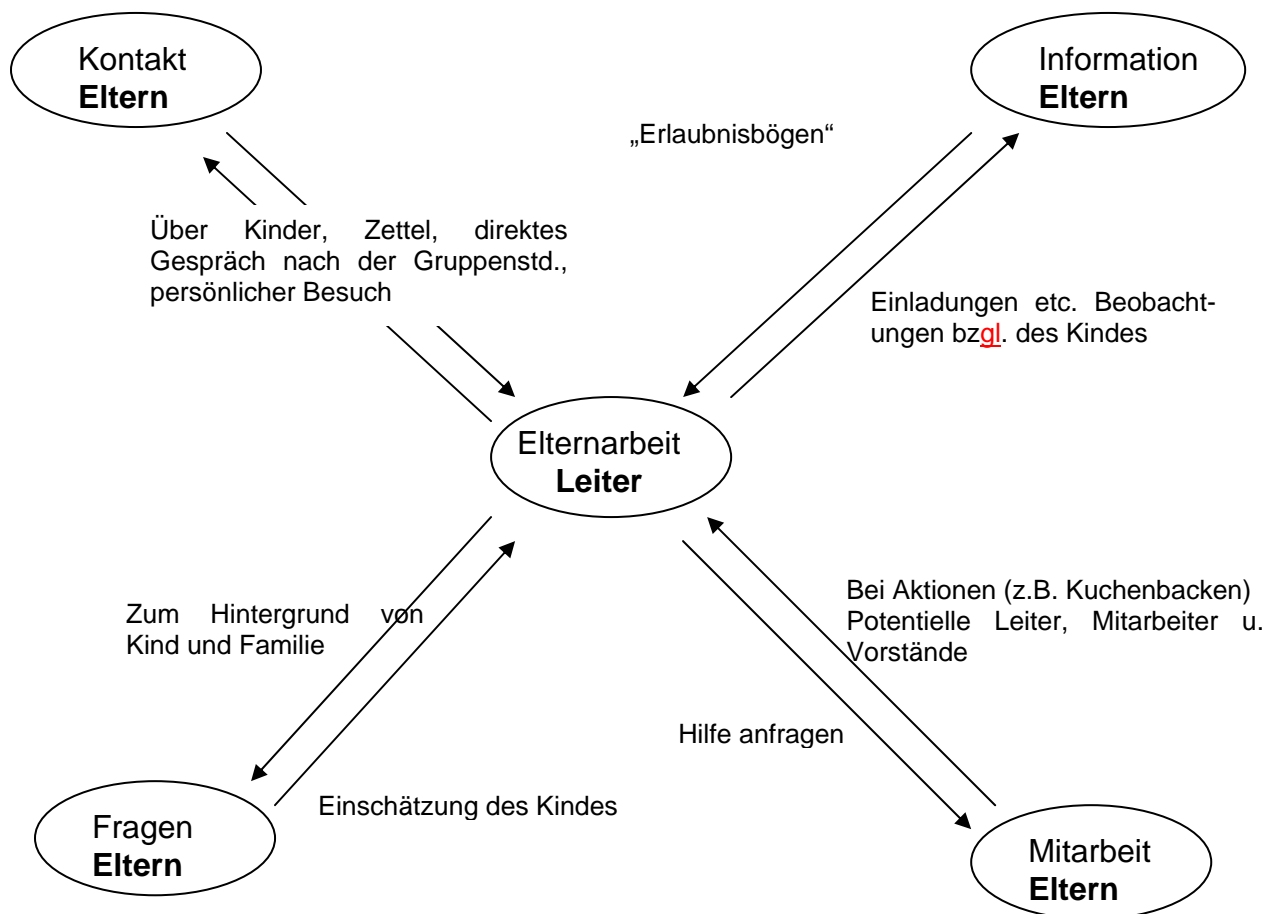 Kontakt
Eltern
Information
Eltern
„Erlaubnisbögen“
Über Kinder, Zettel, direktes
Gespräch nach der Gruppenstd.,
persönlicher Besuch
Einladungen etc. Beobacht-
ungen bzgl. des Kindes
Elternarbeit
Leiter
Zum Hintergrund von
Kind und Familie
Bei Aktionen (z.B. Kuchenbacken)
Potentielle Leiter, Mitarbeiter u.
Vorstände
Hilfe anfragen
Einschätzung des Kindes
Fragen
Eltern
Mitarbeit
Eltern